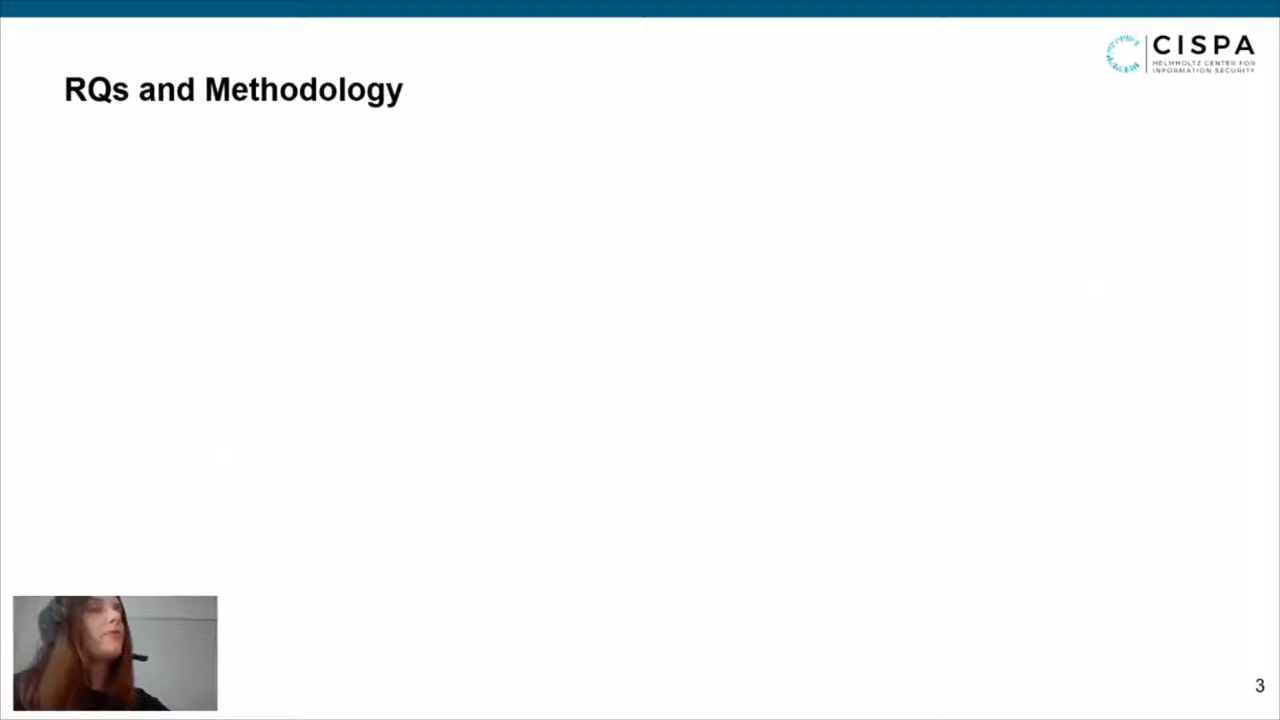 CISPA
HELMHOLTZ CENTER FOR
INFORMATION SECURITY
RQs and Methodology
3